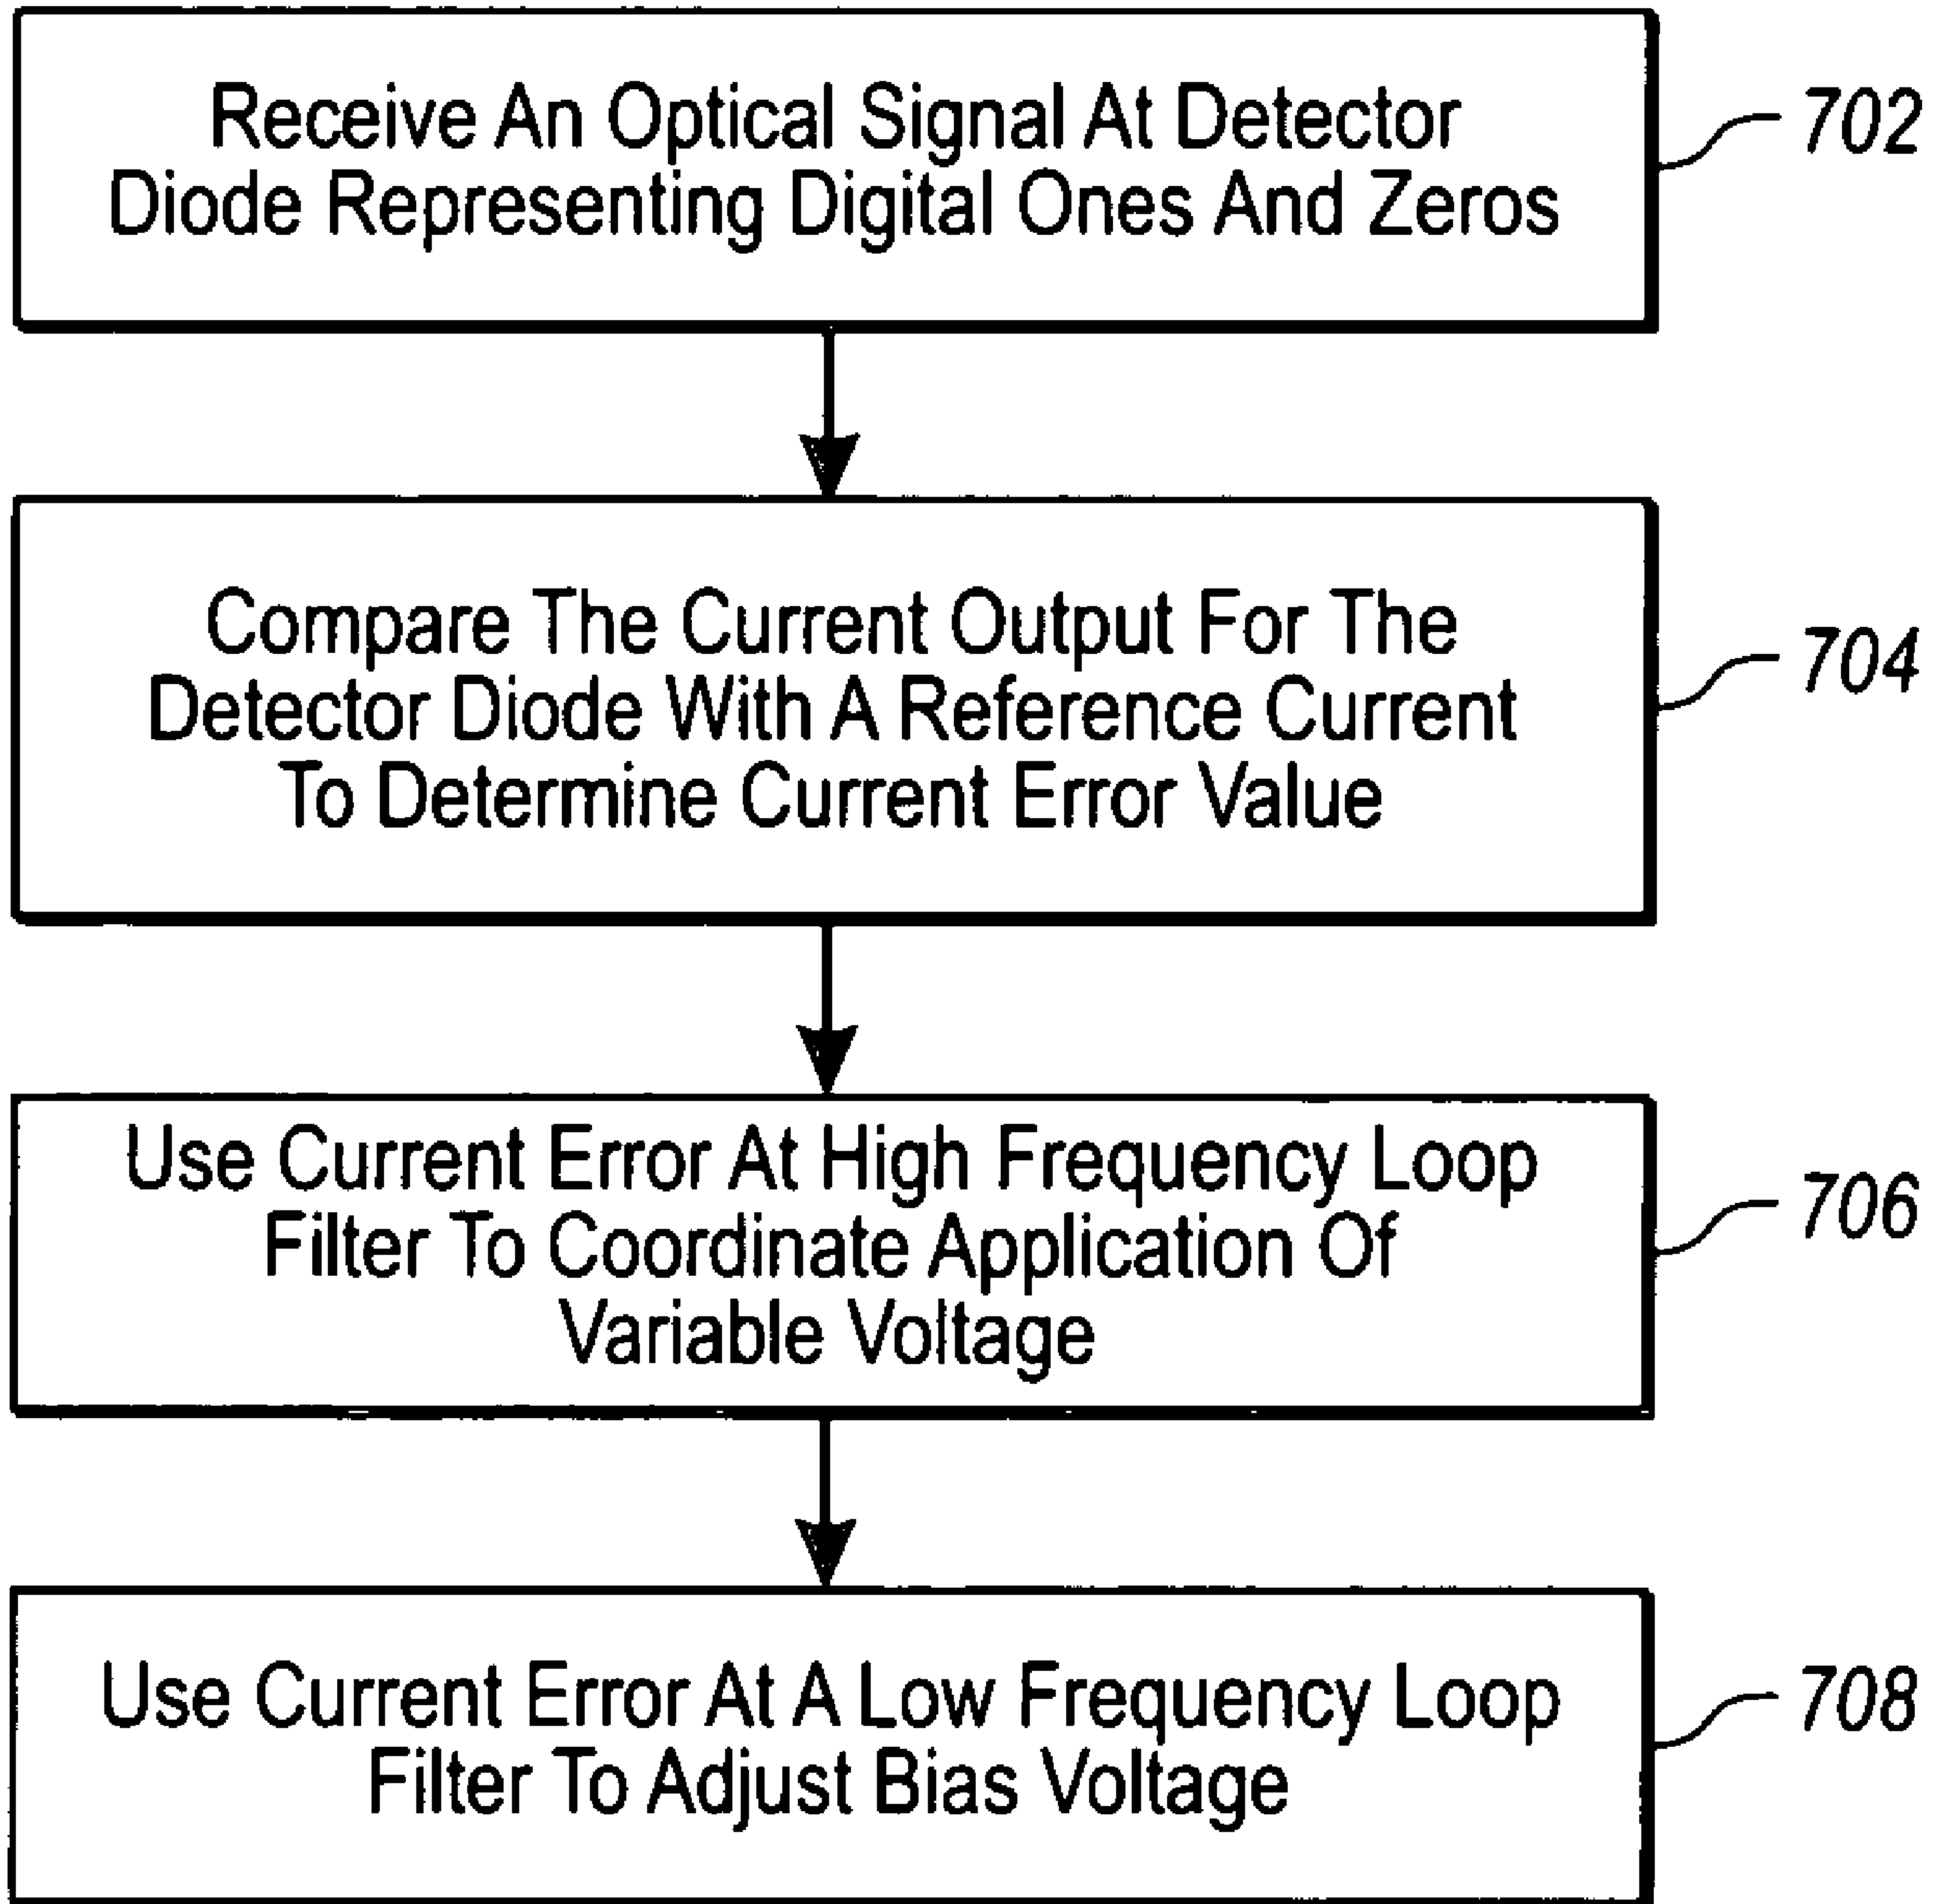 Receive An Optical Signal At Detector
Diode Representing Digital Ones And Zeros
702
Compare The Current Output For The
Detector Diode With A Reference Current
To Determine Current Error Value
704
Use Current Error At High Frequency Loop
Filter To Coordinate Application Of
Variable Voltage
706
Use Current Error At A Low Frequency Loop
Filter To Adjust Bias Voltage
708